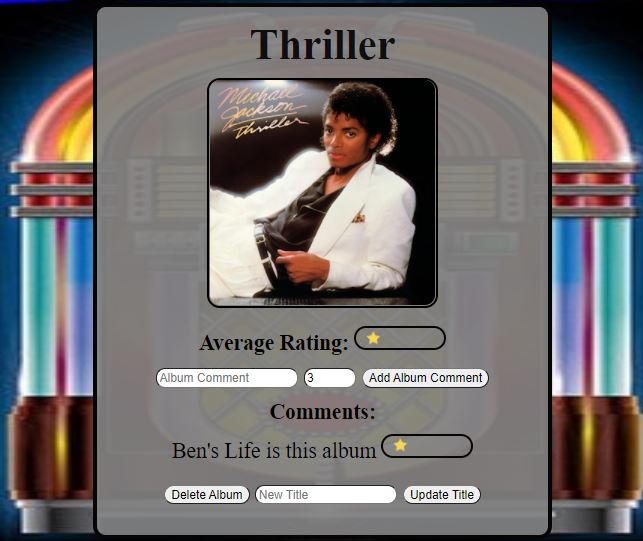 Thriller
Michael
Jackson
Thriller
Average Rating:
Album Comment 3 Add Album Comment
Comments:
Ben's Life is this album
Delete Album New Title Update Title